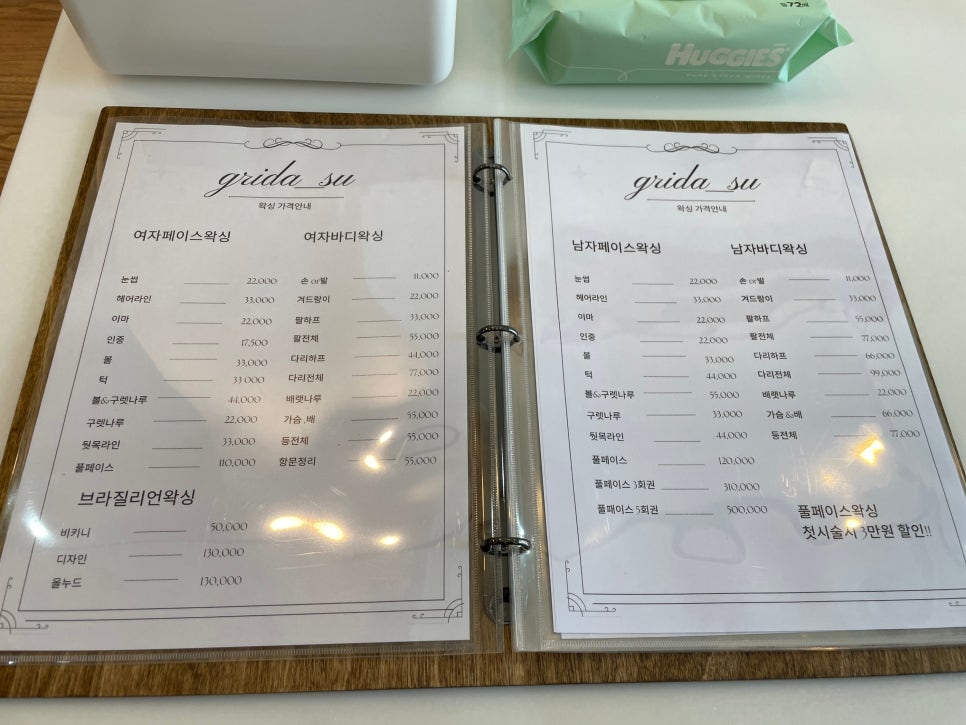 72매
HUGGIES
grida_su
왁싱 가격안내
여자페이스왁싱
눈썹 22,000
헤어라인 33,000
이마 22,000
인중 17,500
볼 33,000
턱 33 000
볼&구렛나루 44,000
구렛나루 22,000
뒷목라인 33,000
풀페이스 110,000
여자바디왁싱
손 or발 11,000
겨드랑이 22,000
팔하프 33,000
팔전체 55,000
다리하프 44,000
다리전체 77,000
배랫나루 22,000
가슴 ,배 55,000
등전체 55,000
항문정리 55,000
브라질리언왁싱
비키니 50,000
디자인 130,000
올누드 130,000
grida_su
왁싱 가격안내
남자페이스왁싱
눈썹 22,000
헤어라인 33,000
이마 22,000
인중 22,000
볼 33,000
턱 44,000
볼&구렛나루 55,000
구렛나루 33,000
뒷목라인 44,000
풀페이스 120,000
풀페이스 3회권 310,000
풀패이스 5회권 500,000
남자바디왁싱
손 or발 11,000
겨드랑이 33,000
팔하프 55,000
팔전체 77,000
다리하프 66,000
다리전체 99,000
배랫나루 22,000
가슴 &배 66,000
등전체 77,000
풀페이스왁싱
첫시술시 3만원 할인!!